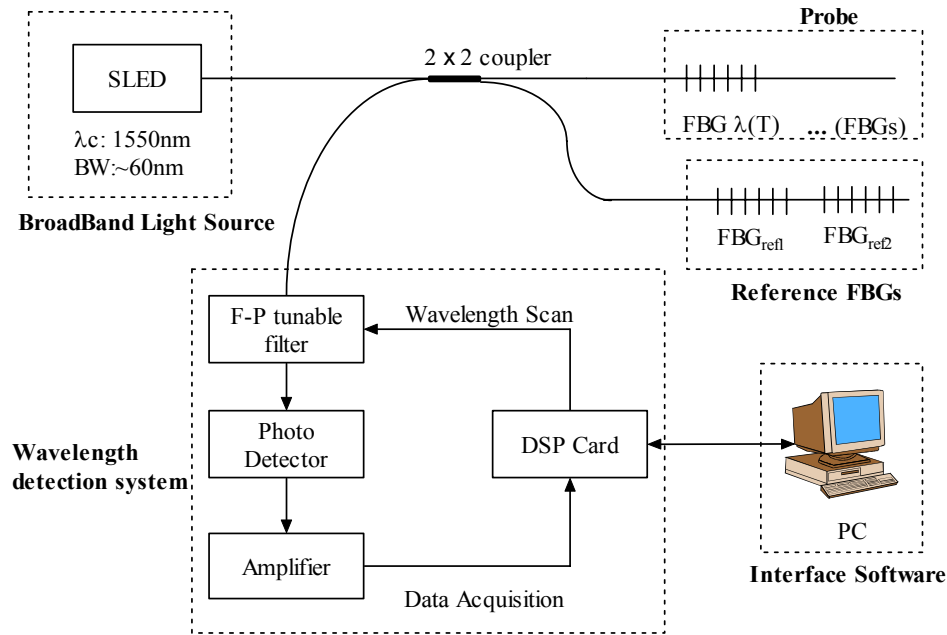 Probe
2 x 2 coupler
SLED
λc: 1550nm
BW:~60nm
BroadBand Light Source
FBG λ(T) ... (FBGs)
FBGref1 FBGref2
Reference FBGs
F-P tunable
filter
Wavelength Scan
Photo
Detector
DSP Card
Wavelength
detection system
Amplifier
Data Acquisition
PC
Interface Software